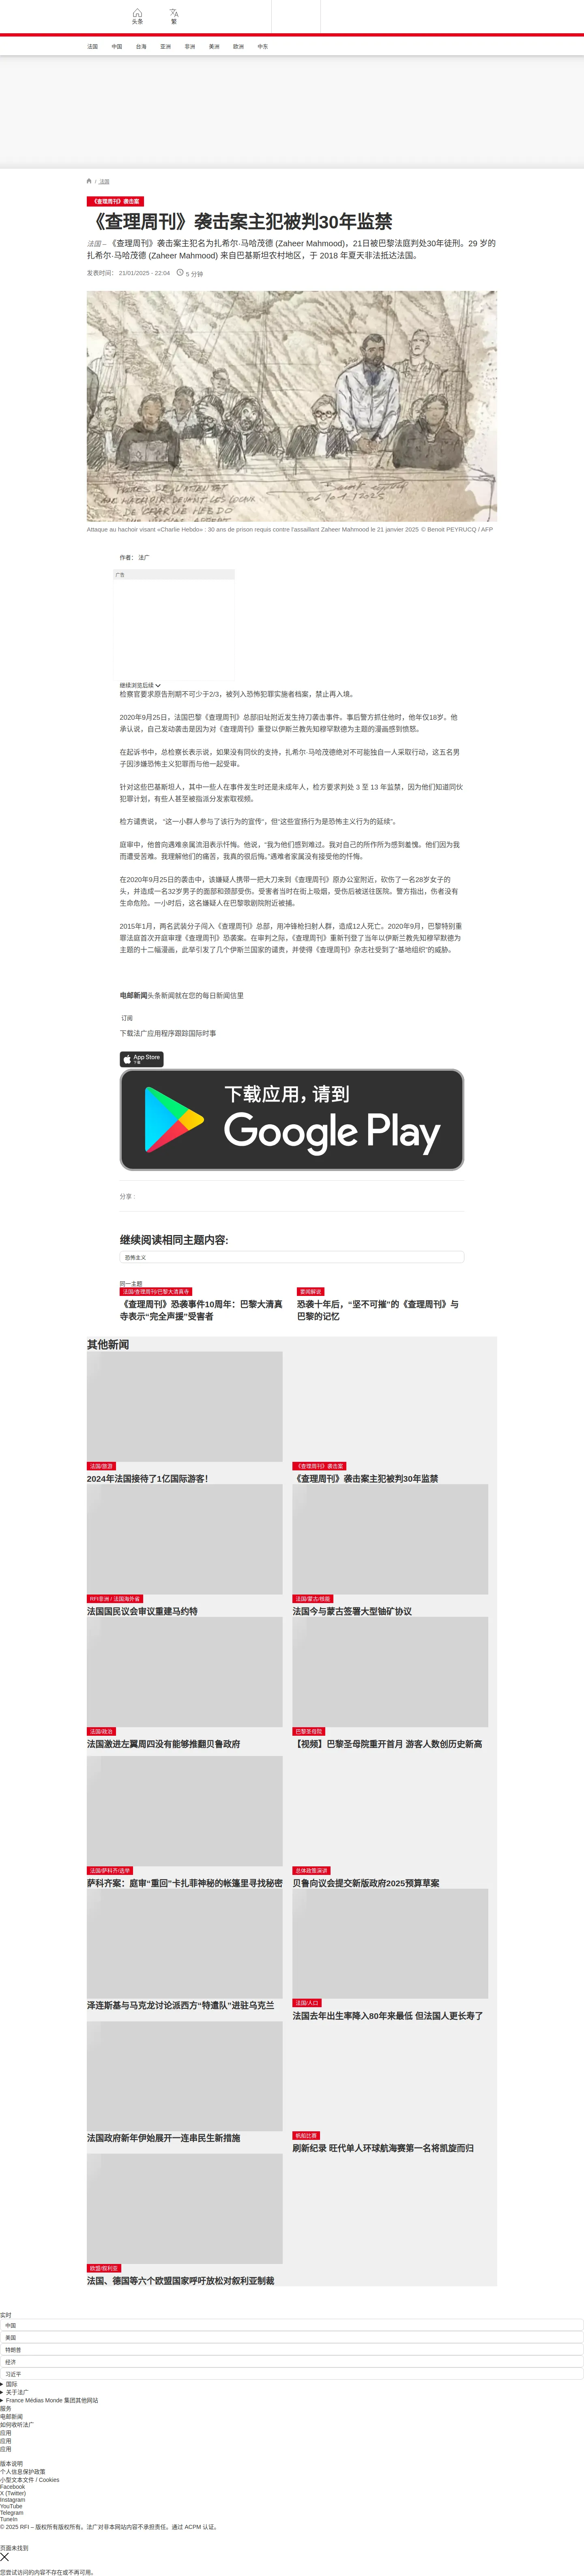 头条
繁
法国
中国
台海
亚洲
非洲
美洲
欧洲
中东
/ 法国
《查理周刊》袭击案
《查理周刊》袭击案主犯被判30年监禁
法国 – 《查理周刊》袭击案主犯名为扎希尔·马哈茂德 (Zaheer Mahmood)，21日被巴黎法庭判处30年徒刑。29 岁的
扎希尔·马哈茂德 (Zaheer Mahmood) 来自巴基斯坦农村地区，于 2018 年夏天非法抵达法国。
发表时间： 21/01/2025 - 22:04
5 分钟
Attaque au hachoir visant «Charlie Hebdo» : 30 ans de prison requis contre l'assaillant Zaheer Mahmood le 21 janvier 2025 © Benoit PEYRUCQ / AFP
作者： 法广
广告
继续浏览后续
检察官要求原告刑期不可少于2/3，被列入恐怖犯罪实施者档案，禁止再入境。
2020年9月25日，法国巴黎《查理周刊》总部旧址附近发生持刀袭击事件。事后警方抓住他时，他年仅18岁。他
承认说，自己发动袭击是因为对《查理周刊》重登以伊斯兰教先知穆罕默德为主题的漫画感到愤怒。
在起诉书中，总检察长表示说，如果没有同伙的支持，扎希尔·马哈茂德绝对不可能独自一人采取行动，这五名男
子因涉嫌恐怖主义犯罪而与他一起受审。
针对这些巴基斯坦人，其中一些人在事件发生时还是未成年人，检方要求判处 3 至 13 年监禁，因为他们知道同伙
犯罪计划，有些人甚至被指派分发索取视频。
检方谴责说， “这一小群人参与了该行为的宣传”，但“这些宣扬行为是恐怖主义行为的延续”。
庭审中，他曾向遇难亲属流泪表示忏悔。他说，“我为他们感到难过。我对自己的所作所为感到羞愧。他们因为我
而遭受苦难。我理解他们的痛苦，我真的很后悔。”遇难者家属没有接受他的忏悔。
在2020年9月25日的袭击中，该嫌疑人携带一把大刀来到《查理周刊》原办公室附近，砍伤了一名28岁女子的
头，并造成一名32岁男子的面部和颈部受伤。受害者当时在街上吸烟，受伤后被送往医院。警方指出，伤者没有
生命危险。一小时后，这名嫌疑人在巴黎歌剧院附近被捕。
2015年1月，两名武装分子闯入《查理周刊》总部，用冲锋枪扫射人群，造成12人死亡。2020年9月，巴黎特别重
罪法庭首次开庭审理《查理周刊》恐袭案。在审判之际，《查理周刊》重新刊登了当年以伊斯兰教先知穆罕默德为
主题的十二幅漫画，此举引发了几个伊斯兰国家的谴责，并使得《查理周刊》杂志社受到了“基地组织”的威胁。
电邮新闻头条新闻就在您的每日新闻信里
订阅
下载法广应用程序跟踪国际时事
App Store
下载
下载应用，请到
Google Play
分享 :
继续阅读相同主题内容:
恐怖主义
同一主题
法国/查理周刊/巴黎大清真寺
《查理周刊》恐袭事件10周年：巴黎大清真
寺表示“完全声援”受害者
要闻解说
恐袭十年后，“坚不可摧”的《查理周刊》与
巴黎的记忆
其他新闻
法国/旅游
2024年法国接待了1亿国际游客！
《查理周刊》袭击案
《查理周刊》袭击案主犯被判30年监禁
RFI非洲 / 法国海外省
法国国民议会审议重建马约特
法国/蒙古/核能
法国今与蒙古签署大型铀矿协议
法国/政治
法国激进左翼周四没有能够推翻贝鲁政府
巴黎圣母院
【视频】巴黎圣母院重开首月 游客人数创历史新高
法国/萨科齐/选举
萨科齐案：庭审“重回”卡扎菲神秘的帐篷里寻找秘密
总体政策演讲
贝鲁向议会提交新版政府2025预算草案
泽连斯基与马克龙讨论派西方“特遣队”进驻乌克兰
法国/人口
法国去年出生率降入80年来最低 但法国人更长寿了
法国政府新年伊始展开一连串民生新措施
帆船比赛
刷新纪录 旺代单人环球航海赛第一名将凯旋而归
欧盟/叙利亚
法国、德国等六个欧盟国家呼吁放松对叙利亚制裁
实时
中国
美国
特朗普
经济
习近平
国际
关于法广
France Médias Monde 集团其他网站
服务
电邮新闻
如何收听法广
应用
应用
应用
版本说明
个人信息保护政策
小型文本文件 / Cookies
Facebook
X (Twitter)
Instagram
YouTube
Telegram
TuneIn
© 2025 RFI – 版权所有版权所有。法广对非本网站内容不承担责任。通过 ACPM 认证。
页面未找到
您尝试访问的内容不存在或不再可用。